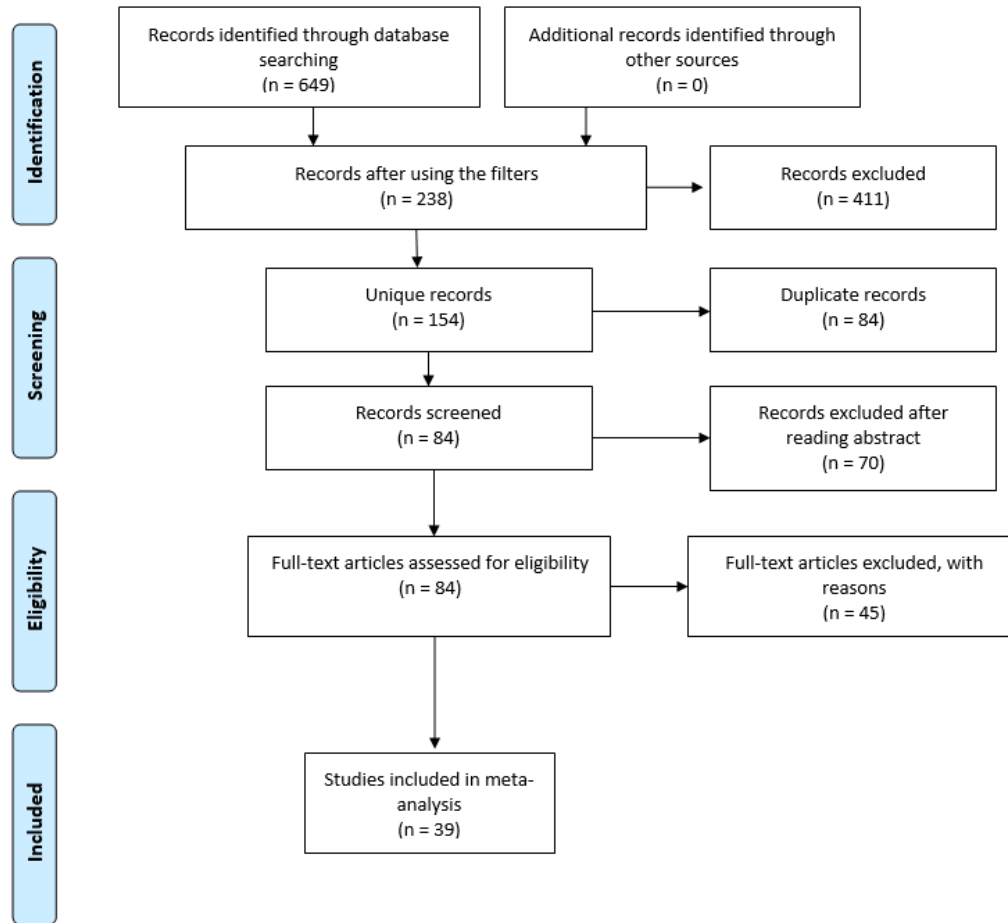 Identification
Records identified through database
searching
(n = 649)
Additional records identified through
other sources
(n = 0)
Records after using the filters
(n = 238)
Records excluded
(n = 411)
Screening
Unique records
(n = 154)
Duplicate records
(n = 84)
Records screened
(n = 84)
Records excluded after
reading abstract
(n = 70)
Eligibility
Full-text articles assessed for eligibility
(n = 84)
Full-text articles excluded, with
reasons
(n = 45)
Included
Studies included in meta-
analysis
(n = 39)